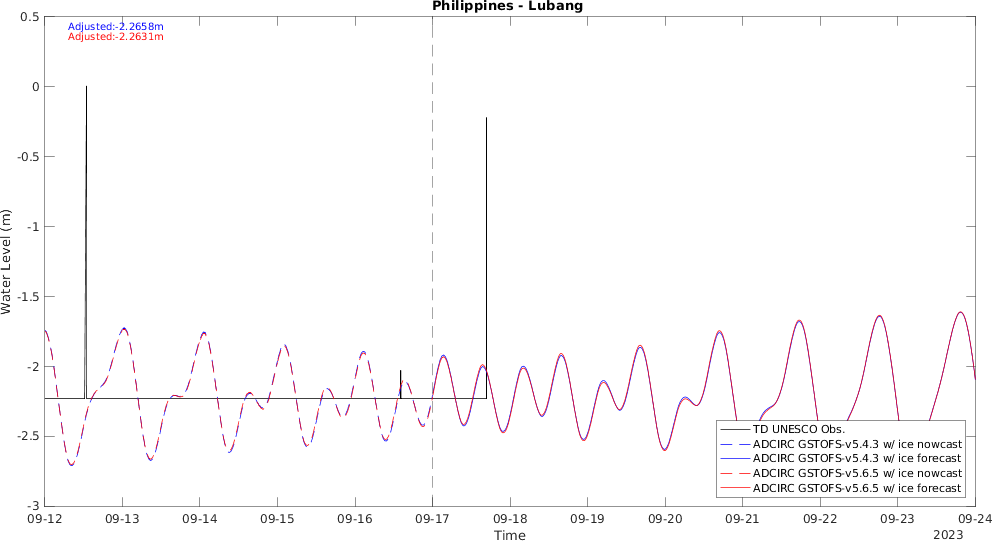 Philippines - Lubang
Adjusted:-2.2658m
Adjusted:-2.2631m
0.5
0
-0.5
-1
-1.5
-2
-2.5
-3
Water Level (m)
TD UNESCO Obs.
ADCIRC GSTOFS-v5.4.3 w/ ice nowcast
ADCIRC GSTOFS-v5.4.3 w/ ice forecast
ADCIRC GSTOFS-v5.6.5 w/ ice nowcast
ADCIRC GSTOFS-v5.6.5 w/ ice forecast
09-12 09-13 09-14 09-15 09-16 09-17 09-18 09-19 09-20 09-21 09-22 09-23 09-24
Time
2023